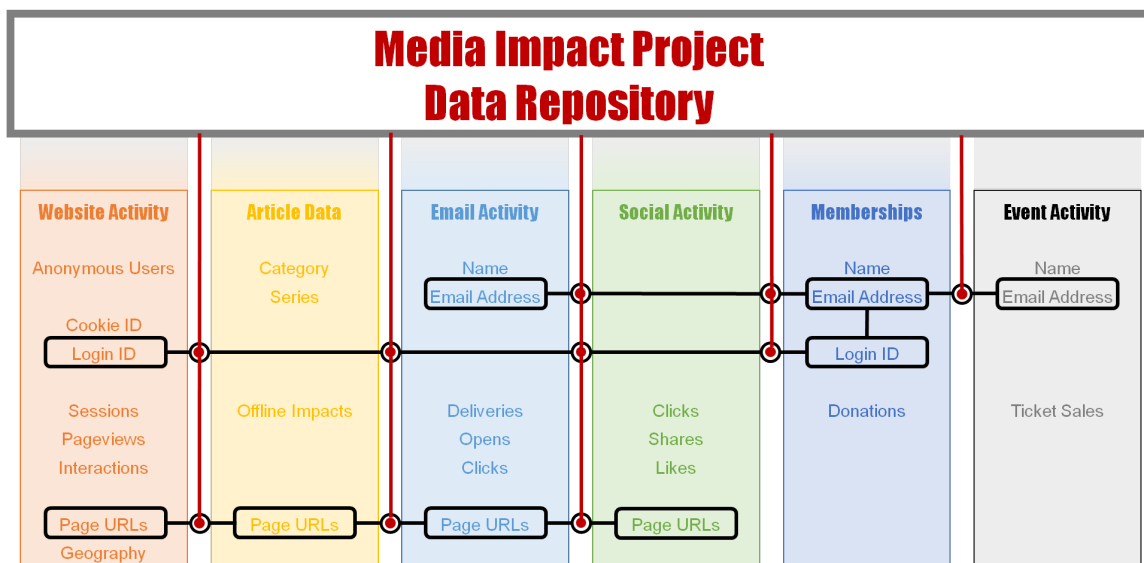 Media Impact Project
Data Repository
Website Activity
Anonymous Users
Cookie ID
Login ID
Sessions
Pageviews
Interactions
Page URLs
Geography
Article Data
Category
Series
Offline Impacts
Page URLs
Email Activity
Name
Email Address
Deliveries
Opens
Clicks
Page URLs
Social Activity
Clicks
Shares
Likes
Page URLs
Memberships
Name
Email Address
Login ID
Donations
Event Activity
Name
Email Address
Ticket Sales